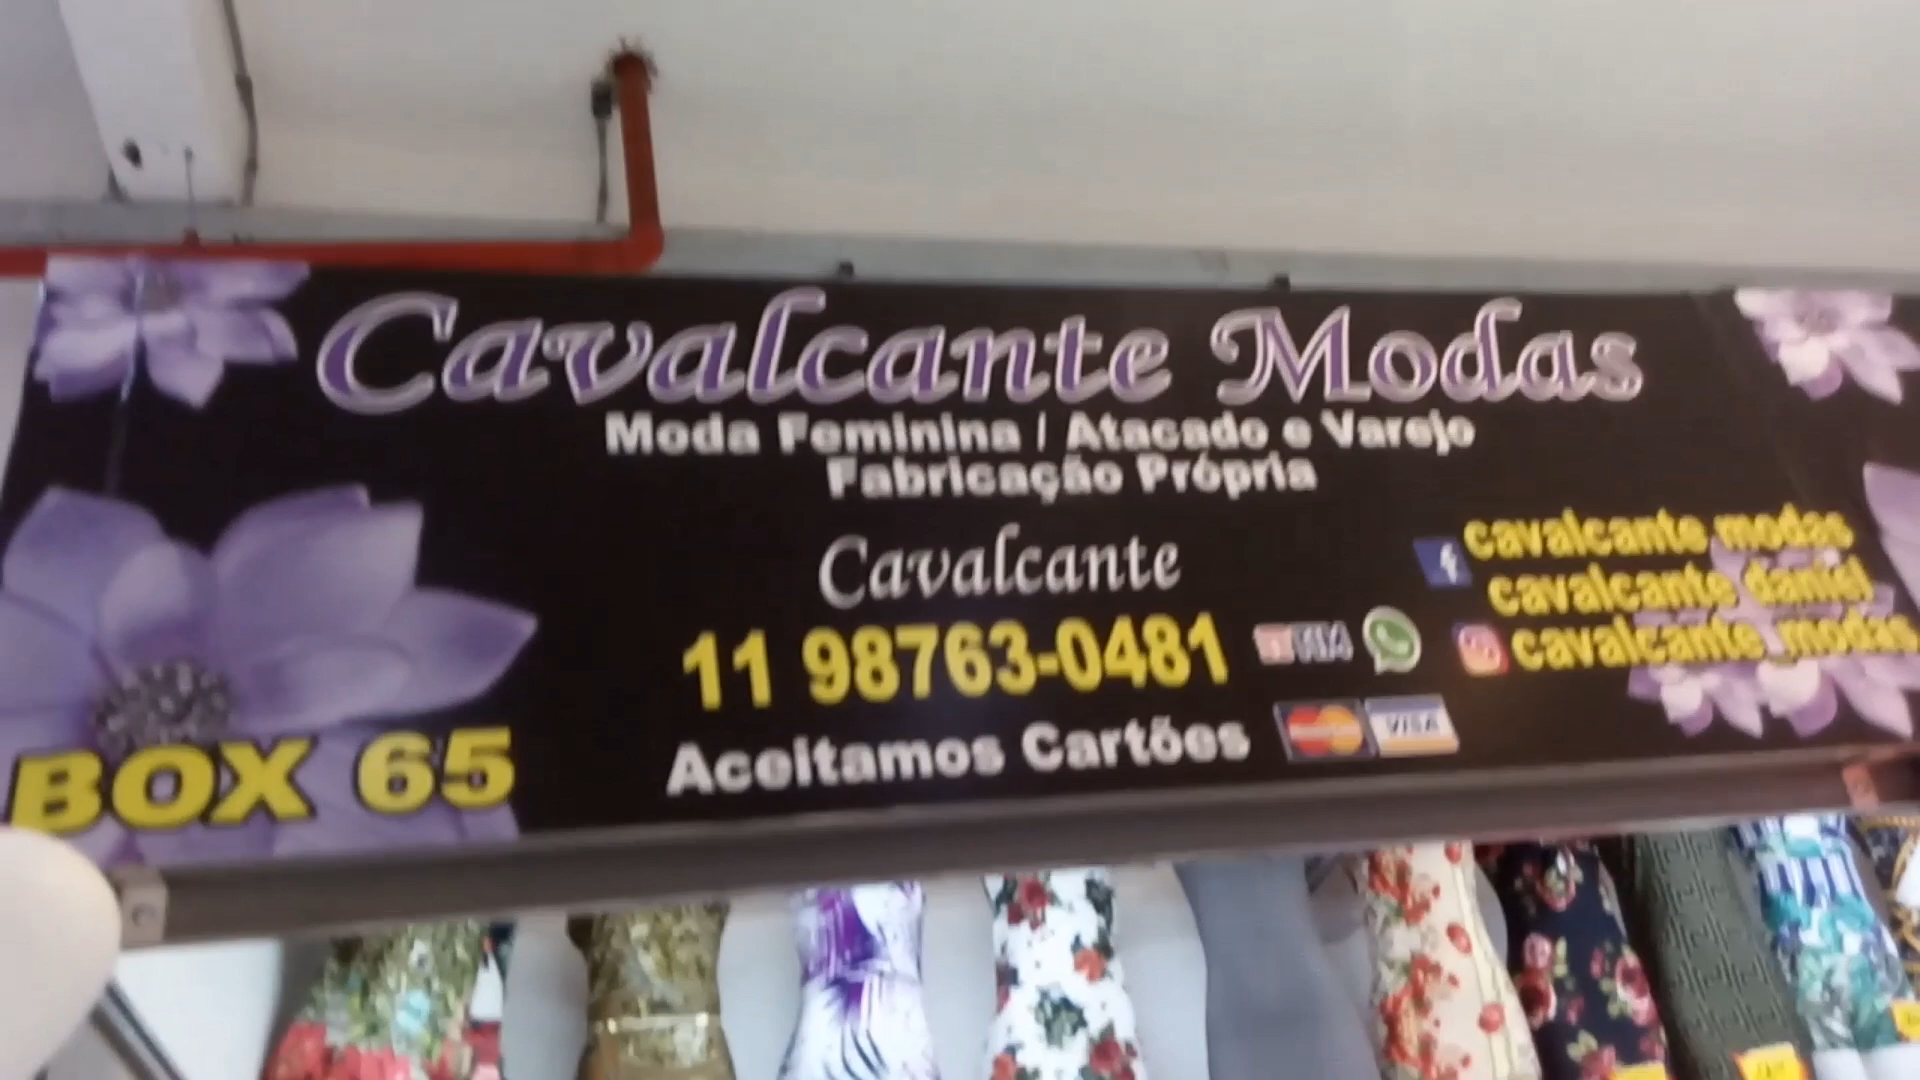 Cavalcante Modas
Moda Feminina | Atacado e Varejo
Fabricação Própria
Cavalcante
11 98763-0481
Aceitamos Cartões
VISA
cavalcante modas
cavalcante daniel
cavalcante_modas
BOX 65